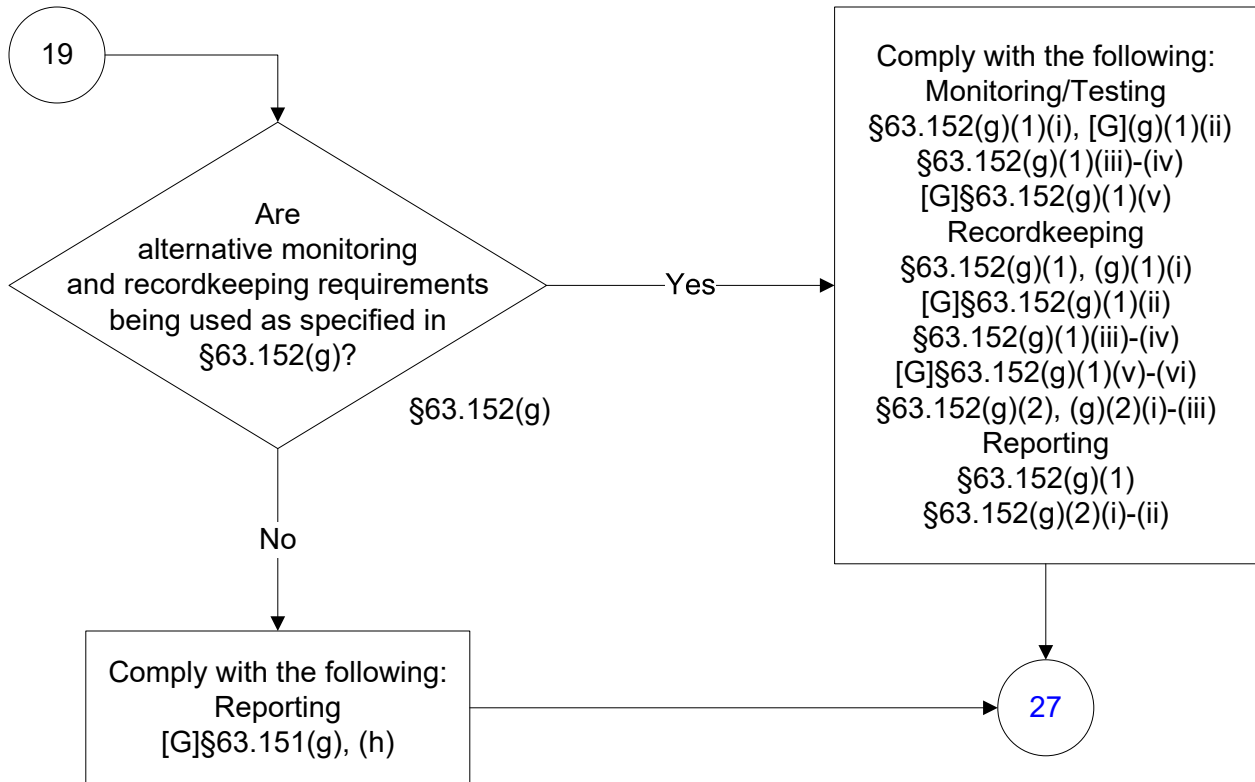 19
Are
alternative monitoring
and recordkeeping requirements
being used as specified in
§63.152(g)?
§63.152(g)
Yes
No
Comply with the following:
Monitoring/Testing
§63.152(g)(1)(i), [G](g)(1)(ii)
§63.152(g)(1)(iii)-(iv)
[G]§63.152(g)(1)(v)
Recordkeeping
§63.152(g)(1), (g)(1)(i)
[G]§63.152(g)(1)(ii)
§63.152(g)(1)(iii)-(iv)
[G]§63.152(g)(1)(v)-(vi)
§63.152(g)(2), (g)(2)(i)-(iii)
Reporting
§63.152(g)(1)
§63.152(g)(2)(i)-(ii)
Comply with the following:
Reporting
[G]§63.151(g), (h)
27